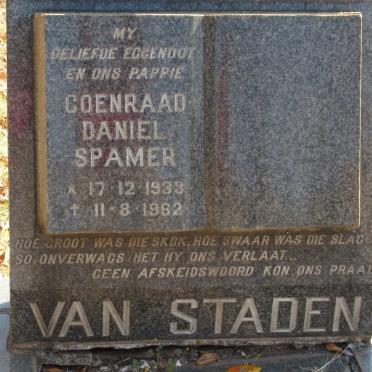 MY
GELIEFDE EGGENOOT
EN ONS PAPPIE
COENRAAD
DANIEL
SPAMER
* 17-12-1933
† 11-8-1962
HOE GROOT WAS DIE SKOK, HOE SWAAR WAS DIE SLAG
SO ONVERWAGS HET HY ONS VERLAAT..
GEEN AFSKEIDSWOORD KON ONS PRAAT
VAN STADEN